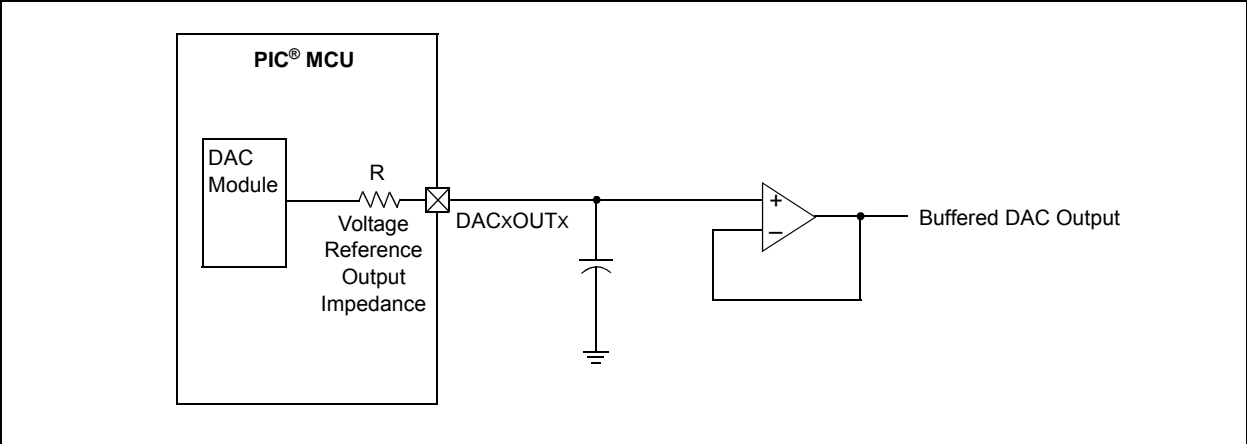 PIC® MCU
DAC
Module
R
Voltage
Reference
Output
Impedance
DACXOUTX
+
–
Buffered DAC Output